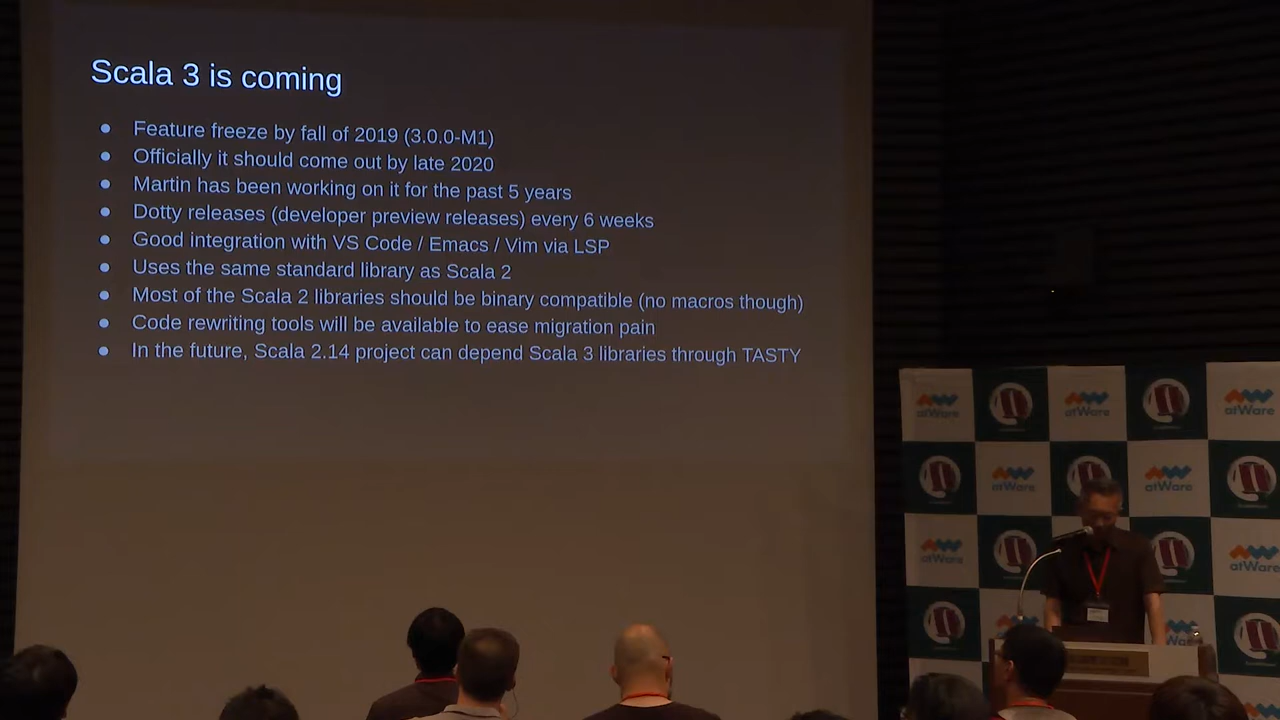 Scala 3 is coming
● Feature freeze by fall of 2019 (3.0.0-M1)
● Officially it should come out by late 2020
● Martin has been working on it for the past 5 years
● Dotty releases (developer preview releases) every 6 weeks
● Good integration with VS Code / Emacs / Vim via LSP
● Uses the same standard library as Scala 2
● Most of the Scala 2 libraries should be binary compatible (no macros though)
● Code rewriting tools will be available to ease migration pain
● In the future, Scala 2.14 project can depend Scala 3 libraries through TASTY
atWare
atWare
atWare
atWare
atWare
atWare
atWare